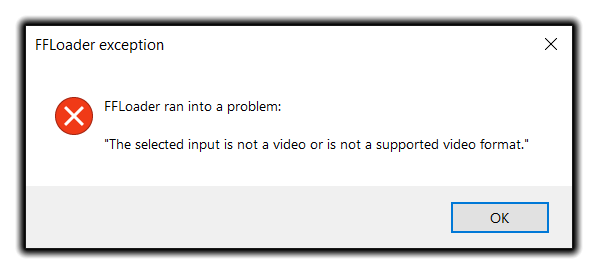 FFLoader exception
FFLoader ran into a problem:
"The selected input is not a video or is not a supported video format."
OK